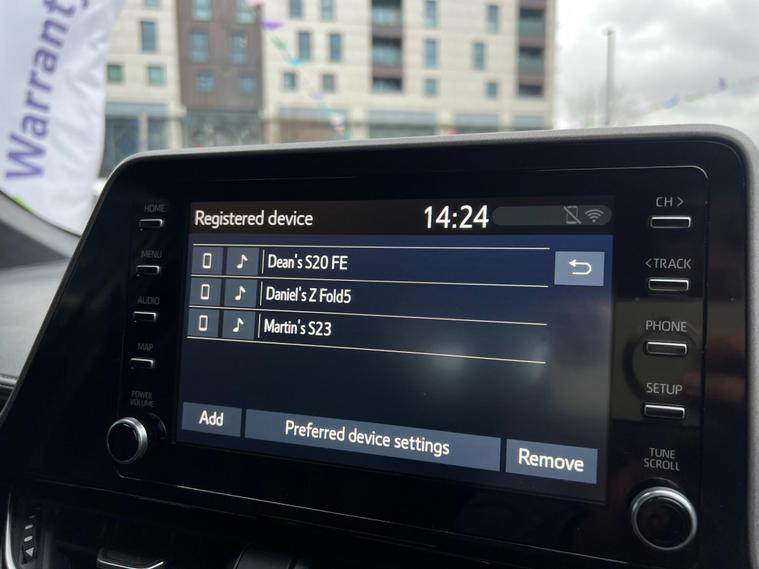 Warranty
HOME
MENU
AUDIO
MAP
POWER
VOLUME
Registered device
14:24
Dean's S20 FE
Daniel's Z Fold5
Martin's S23
Add
Preferred device settings
Remove
CH >
< TRACK
PHONE
SETUP
TUNE
SCROLL